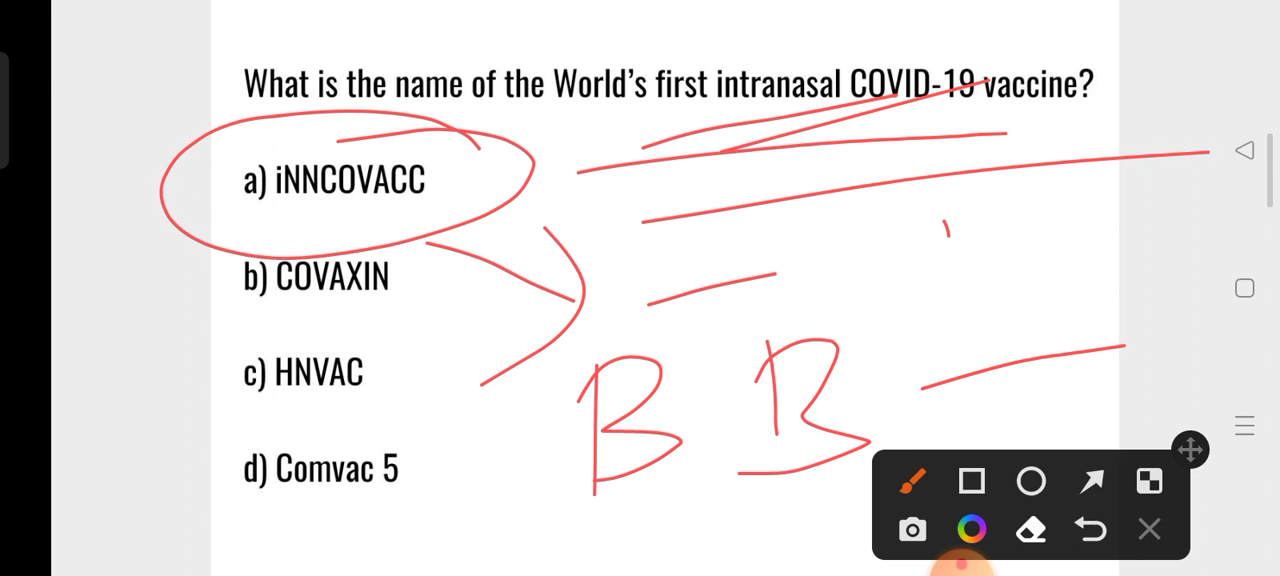 What is the name of the World's first intranasal COVID-19 vaccine?
a) iNNCOVACC
b) COVAXIN
c) HNVAC
B B
d) Comvac 5